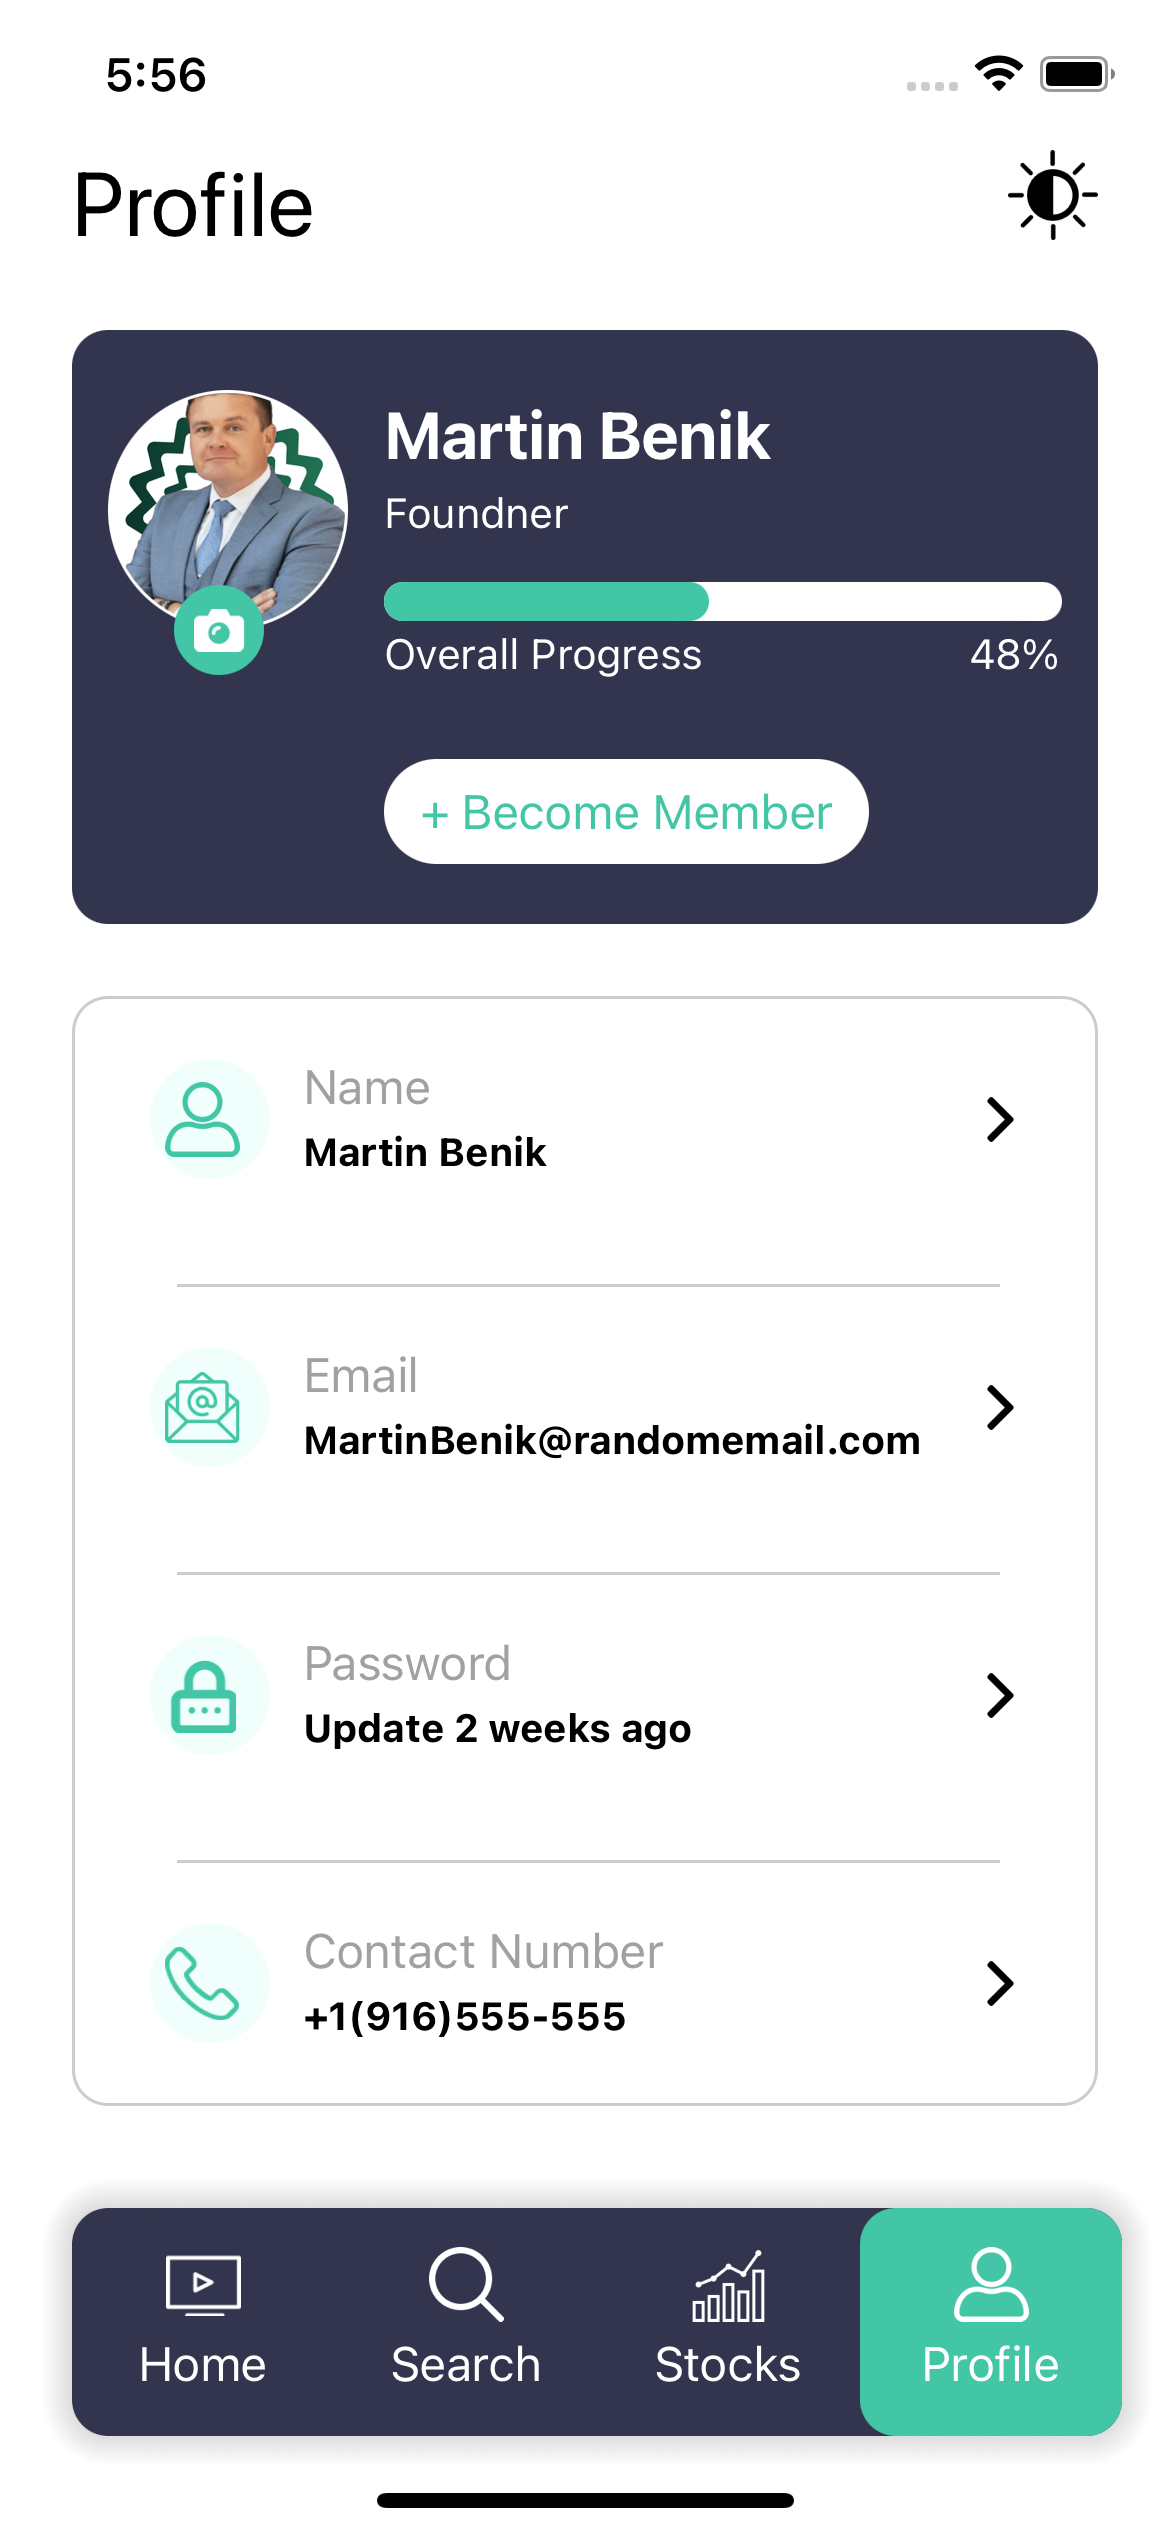 5:56
Profile
Martin Benik
Foundner
Overall Progress 48%
+ Become Member
Name
Martin Benik
Email
MartinBenik@randomemail.com
Password
Update 2 weeks ago
Contact Number
+1(916)555-555
Home Search Stocks Profile